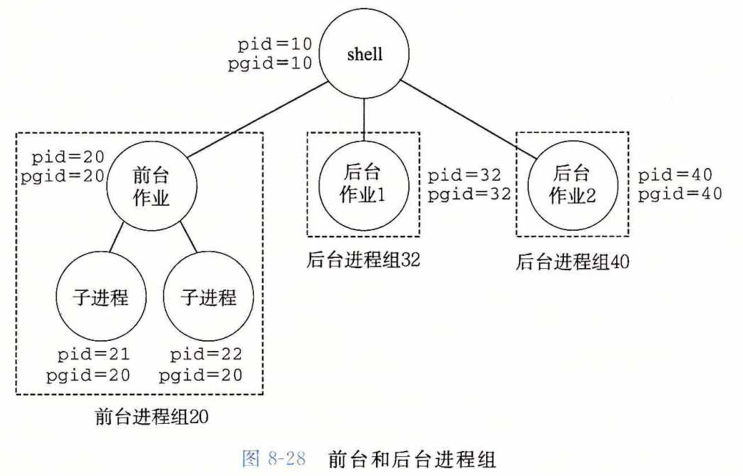 pid=10
pgid=10
shell
pid=20
pgid=20
前台
作业
后台
作业1
pid=32
pgid=32
后台
作业2
pid=40
pgid=40
后台进程组32
后台进程组40
子进程
子进程
pid=21
pgid=20
pid=22
pgid=20
前台进程组20
图 8-28 前台和后台进程组